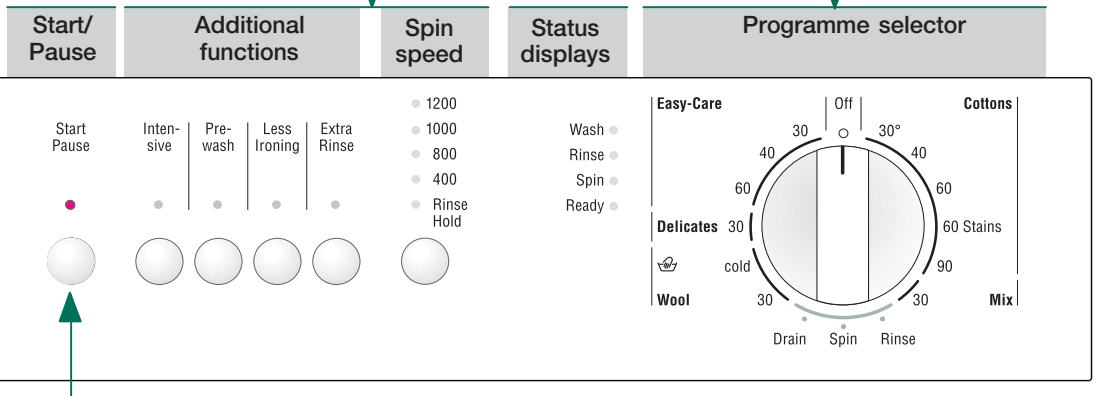 Start/
Pause
Additional
functions
Spin
speed
Status
displays
Programme selector
Start
Pause
Inten-
sive
Pre-
wash
Less
Ironing
Extra
Rinse
1200
1000
800
400
Rinse
Hold
Wash
Rinse
Spin
Ready
Easy-Care
Off
Cottons
30
30°
40
40
60
60
Delicates 30
60 Stains
cold
90
Wool
30
30
Mix
Drain
Spin
Rinse